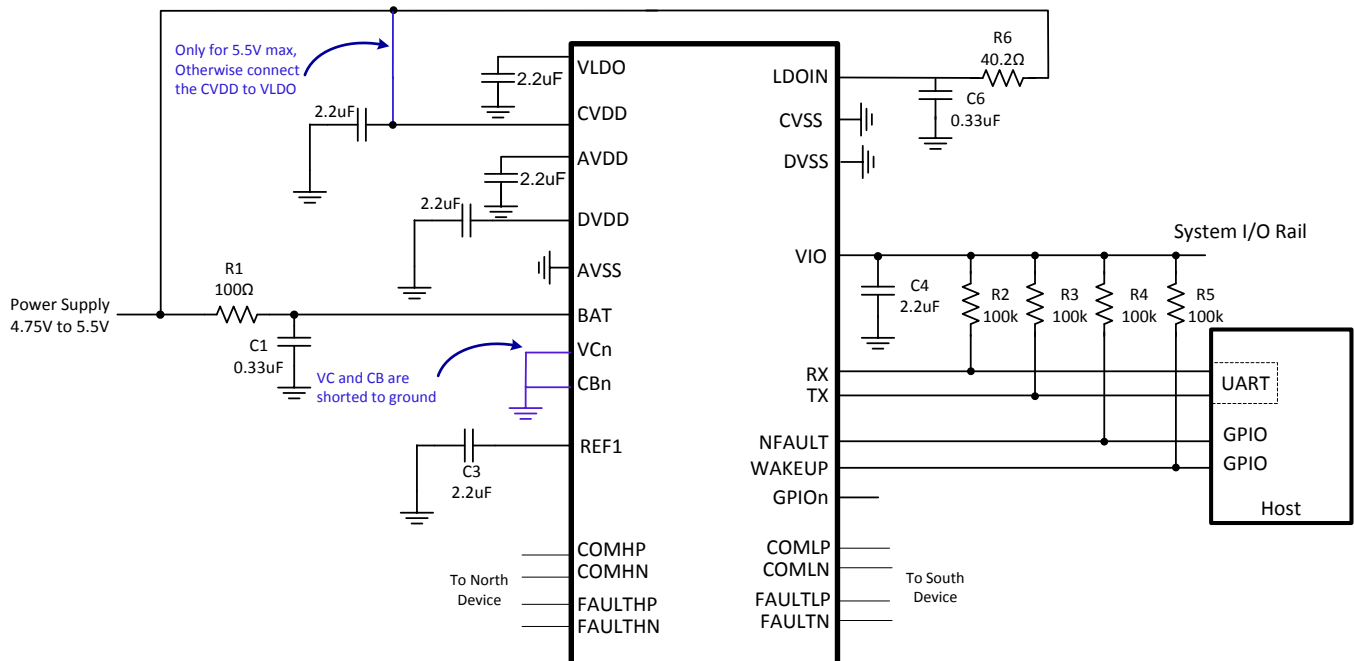 Only for 5.5V max,
Otherwise connect
the CVDD to VLDO
2.2uF
VLDO
2.2uF
CVDD
AVDD
2.2uF
2.2uF
DVDD
AVSS
R1
100Ω
Power Supply
4.75V to 5.5V
BAT
C1
0.33uF
VCn
CBn
VC and CB are
shorted to ground
REF1
C3
2.2uF
COMHP
COMHN
To North
Device
FAULTHP
FAULTHN
R6
40.2Ω
LDOIN
C6
0.33uF
CVSS
DVSS
System I/O Rail
VIO
C4
2.2uF
R2
100k
R3
100k
R4
100k
R5
100k
RX
TX
UART
NFAULT
GPIO
WAKEUP
GPIO
GPIOn
Host
COMLP
COMLN
To South
Device
FAULTLP
FAULTN